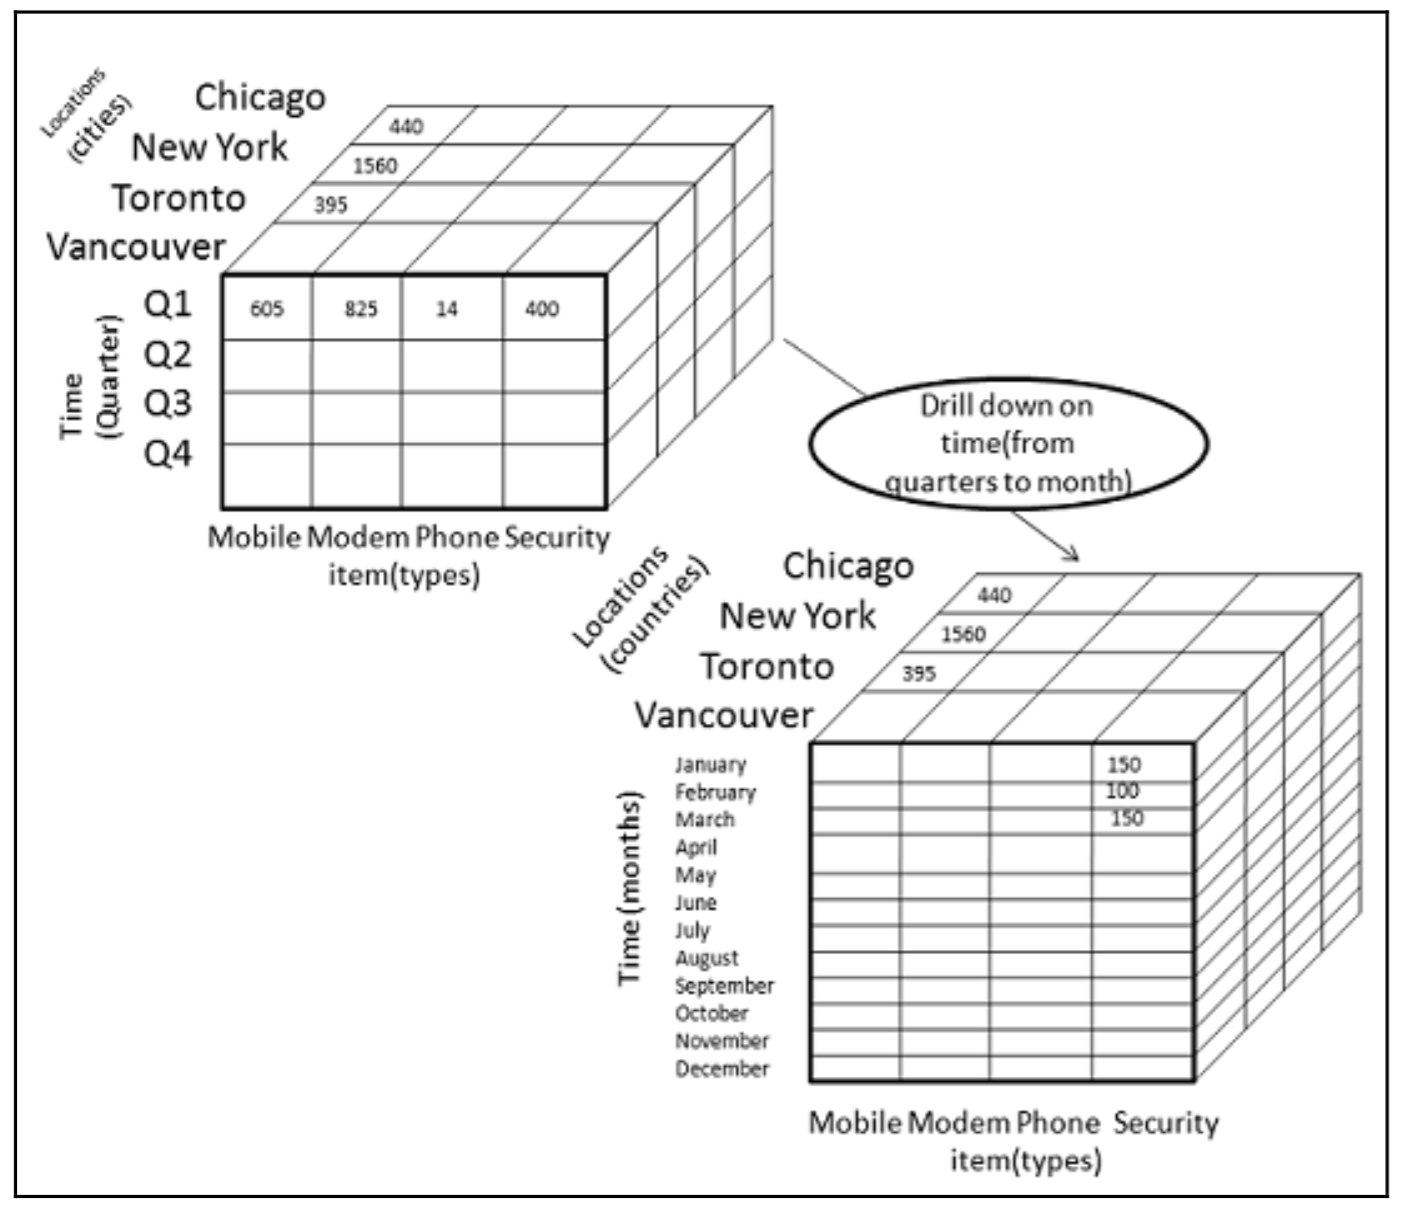 Locations
(cities)
Chicago
New York
Toronto
Vancouver
440
1560
395
Time
(Quarter)
Q1
Q2
Q3
Q4
605 825 14 400
Mobile Modem Phone Security
item(types)
Drill down on
time(from
quarters to month)
Locations
(countries)
Chicago
New York
Toronto
Vancouver
440
1560
395
Time (months)
January 150
February 100
March 150
April
May
June
July
August
September
October
November
December
Mobile Modem Phone Security
item(types)